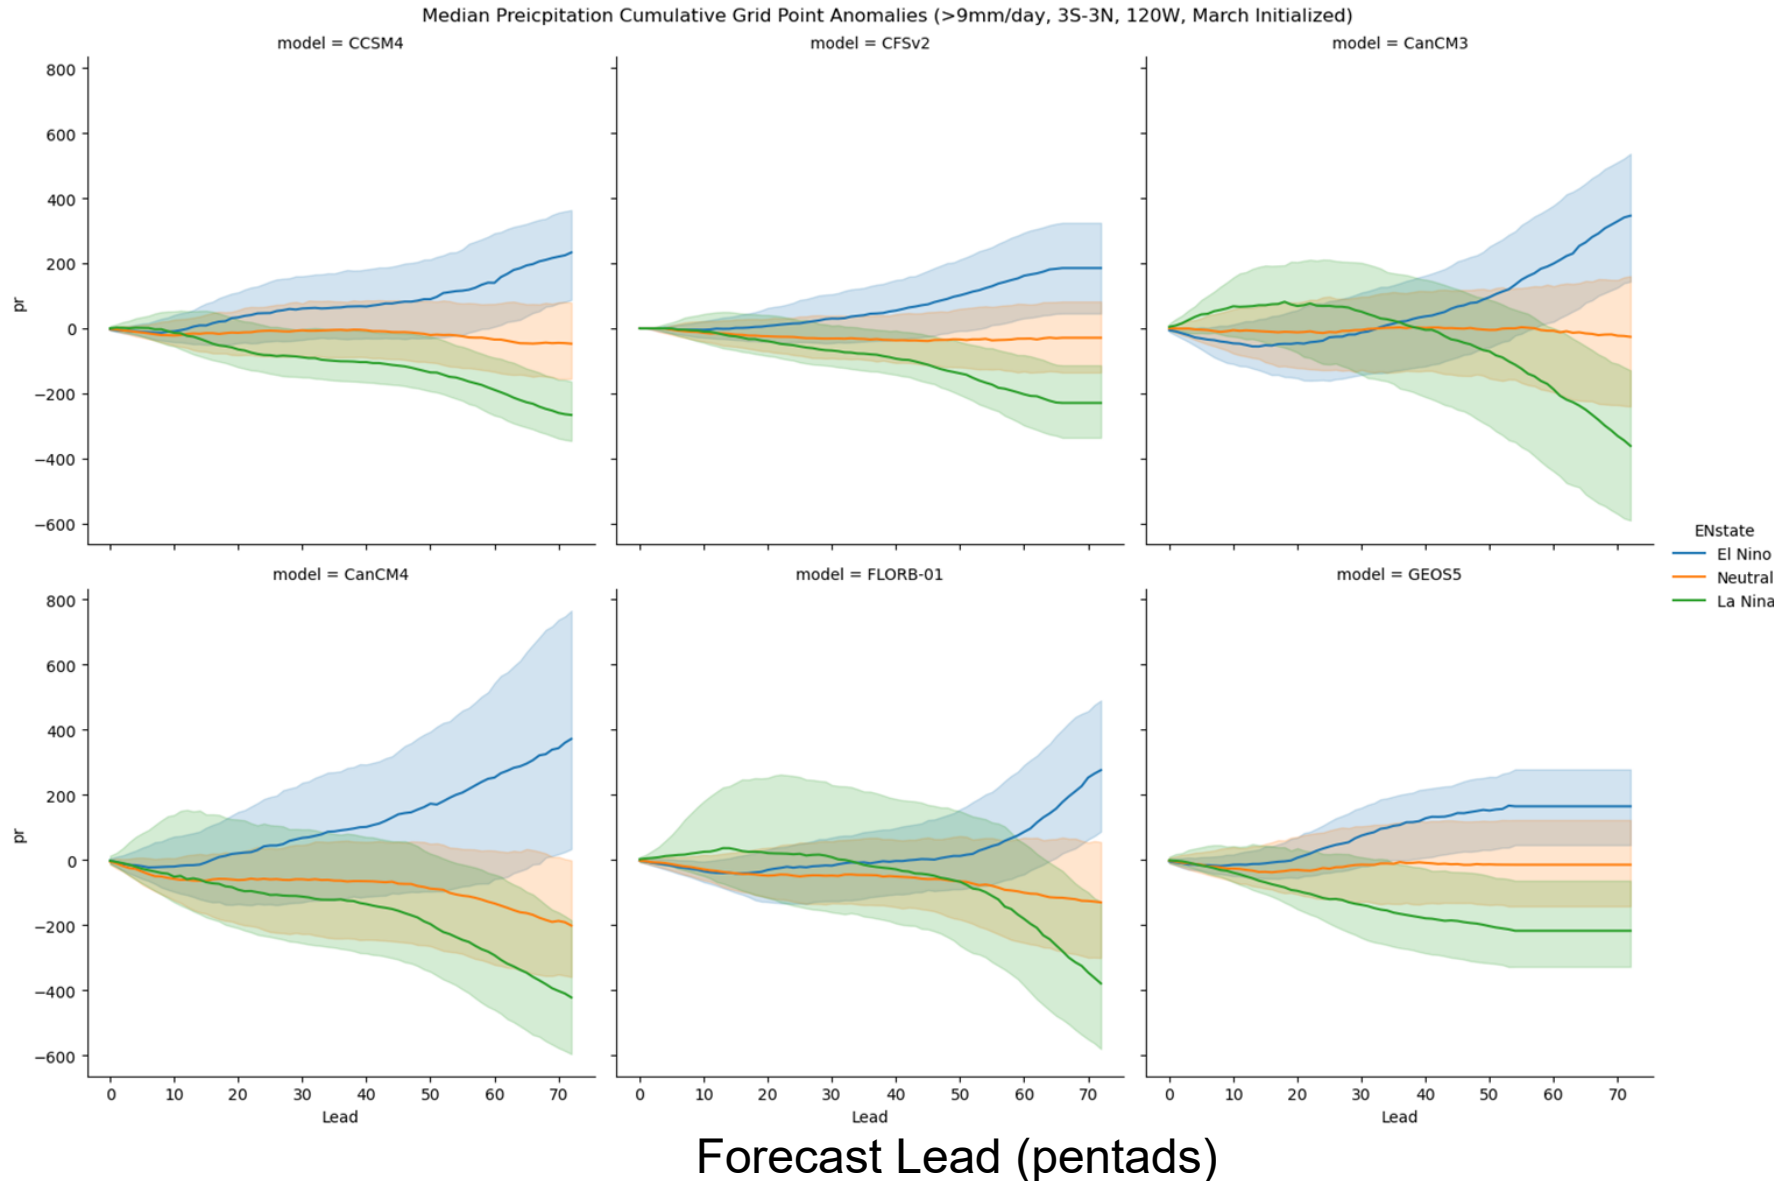 Median Preicpitation Cumulative Grid Point Anomalies (>9mm/day, 3S-3N, 120W, March Initialized)
model = CCSM4
model = CFSv2
model = CanCM3
800
600
400
200
0
−200
−400
−600
pr
ENstate
El Nino
Neutral
La Nina
model = CanCM4
model = FLORB-01
model = GEOS5
800
600
400
200
0
−200
−400
−600
pr
0 10 20 30 40 50 60 70
0 10 20 30 40 50 60 70
0 10 20 30 40 50 60 70
Lead
Lead
Lead
Forecast Lead (pentads)